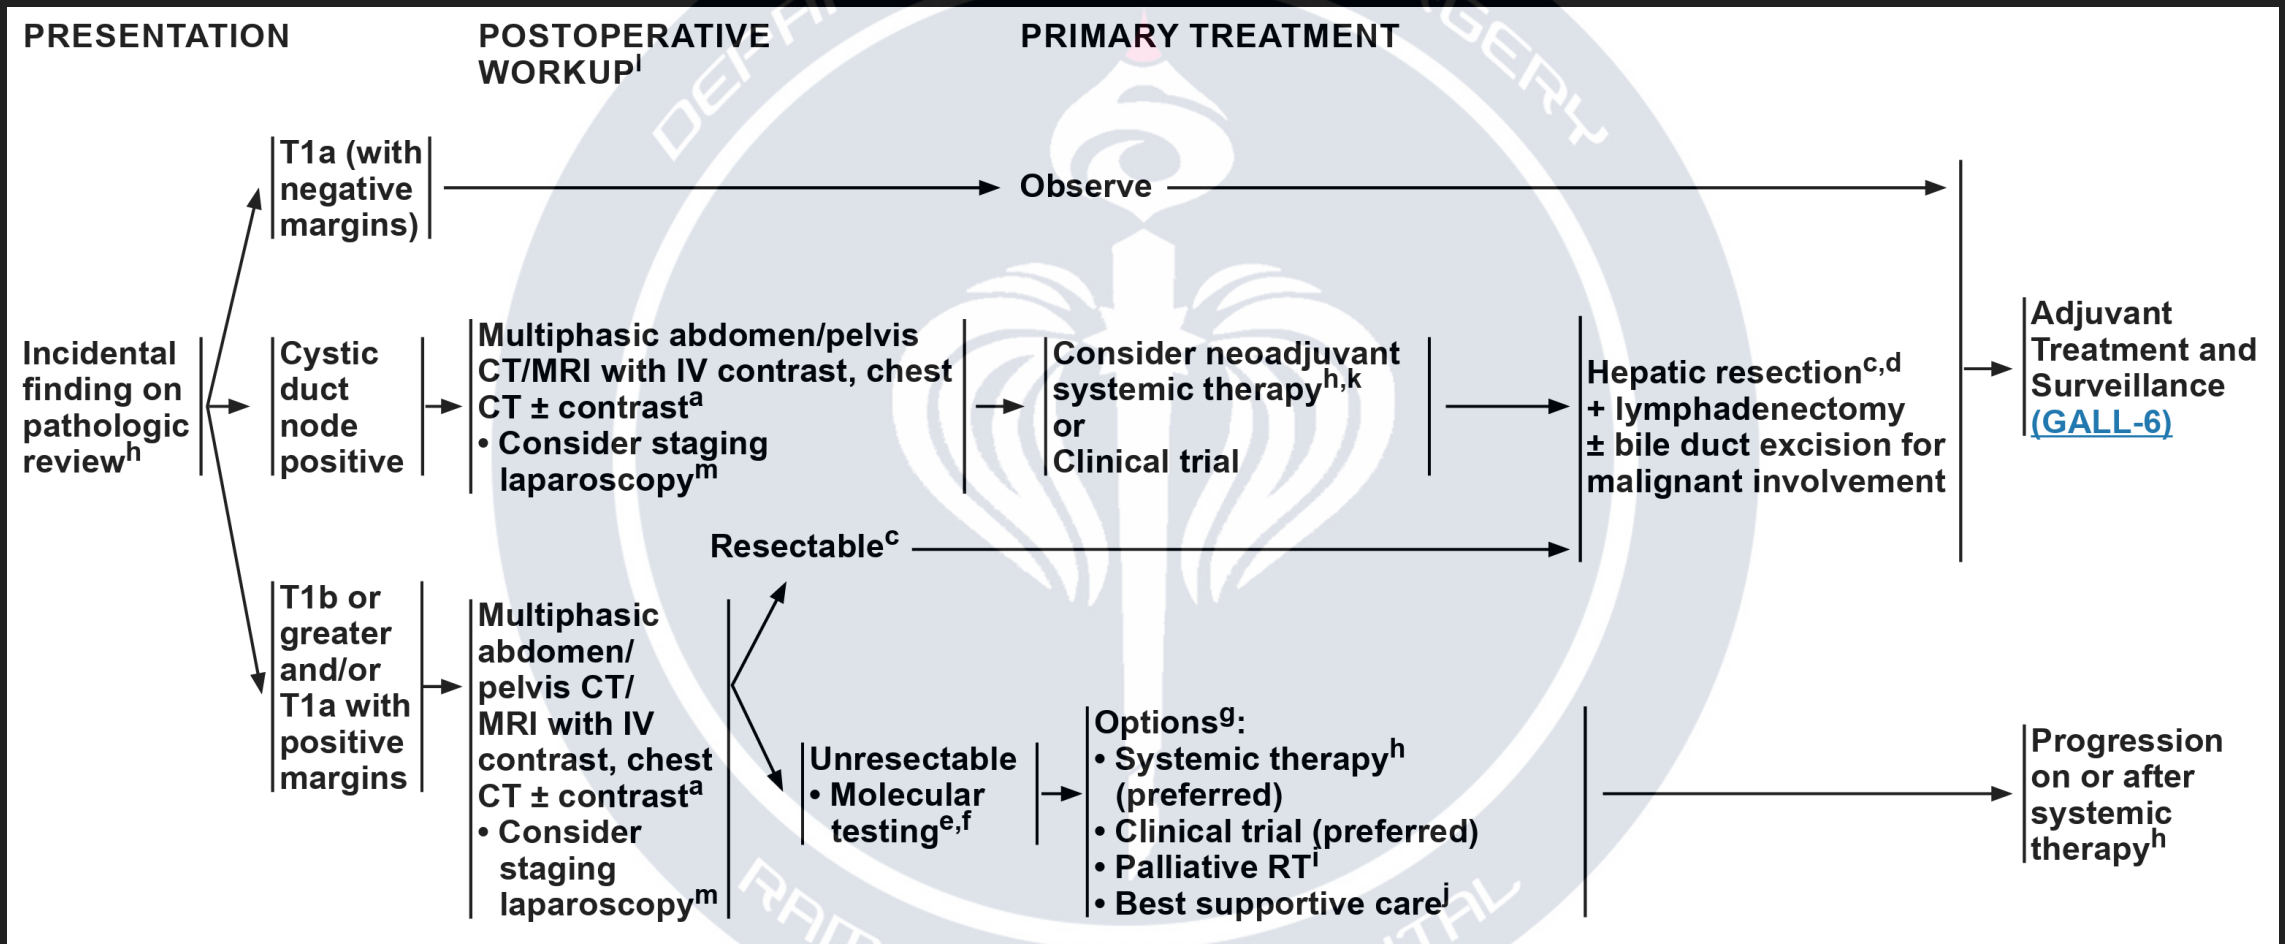 PRESENTATION
POSTOPERATIVE
WORKUPl
PRIMARY TREATMENT
T1a (with
negative
margins)
Observe
Incidental
finding on
pathologic
reviewh
Cystic
duct
node
positive
Multiphasic abdomen/pelvis
CT/MRI with IV contrast, chest
CT ± contrasta
• Consider staging
laparoscopym
Consider neoadjuvant
systemic therapyh,k
or
Clinical trial
Hepatic resectionc,d
+ lymphadenectomy
± bile duct excision for
malignant involvement
Adjuvant
Treatment and
Surveillance
(GALL-6)
T1b or
greater
and/or
T1a with
positive
margins
Multiphasic
abdomen/
pelvis CT/
MRI with IV
contrast, chest
CT ± contrasta
• Consider
staging
laparoscopym
Resectablec
Unresectable
• Molecular
testinge,f
Optionsg:
• Systemic therapyh
(preferred)
• Clinical trial (preferred)
• Palliative RTi
• Best supportive carej
Progression
on or after
systemic
therapyh